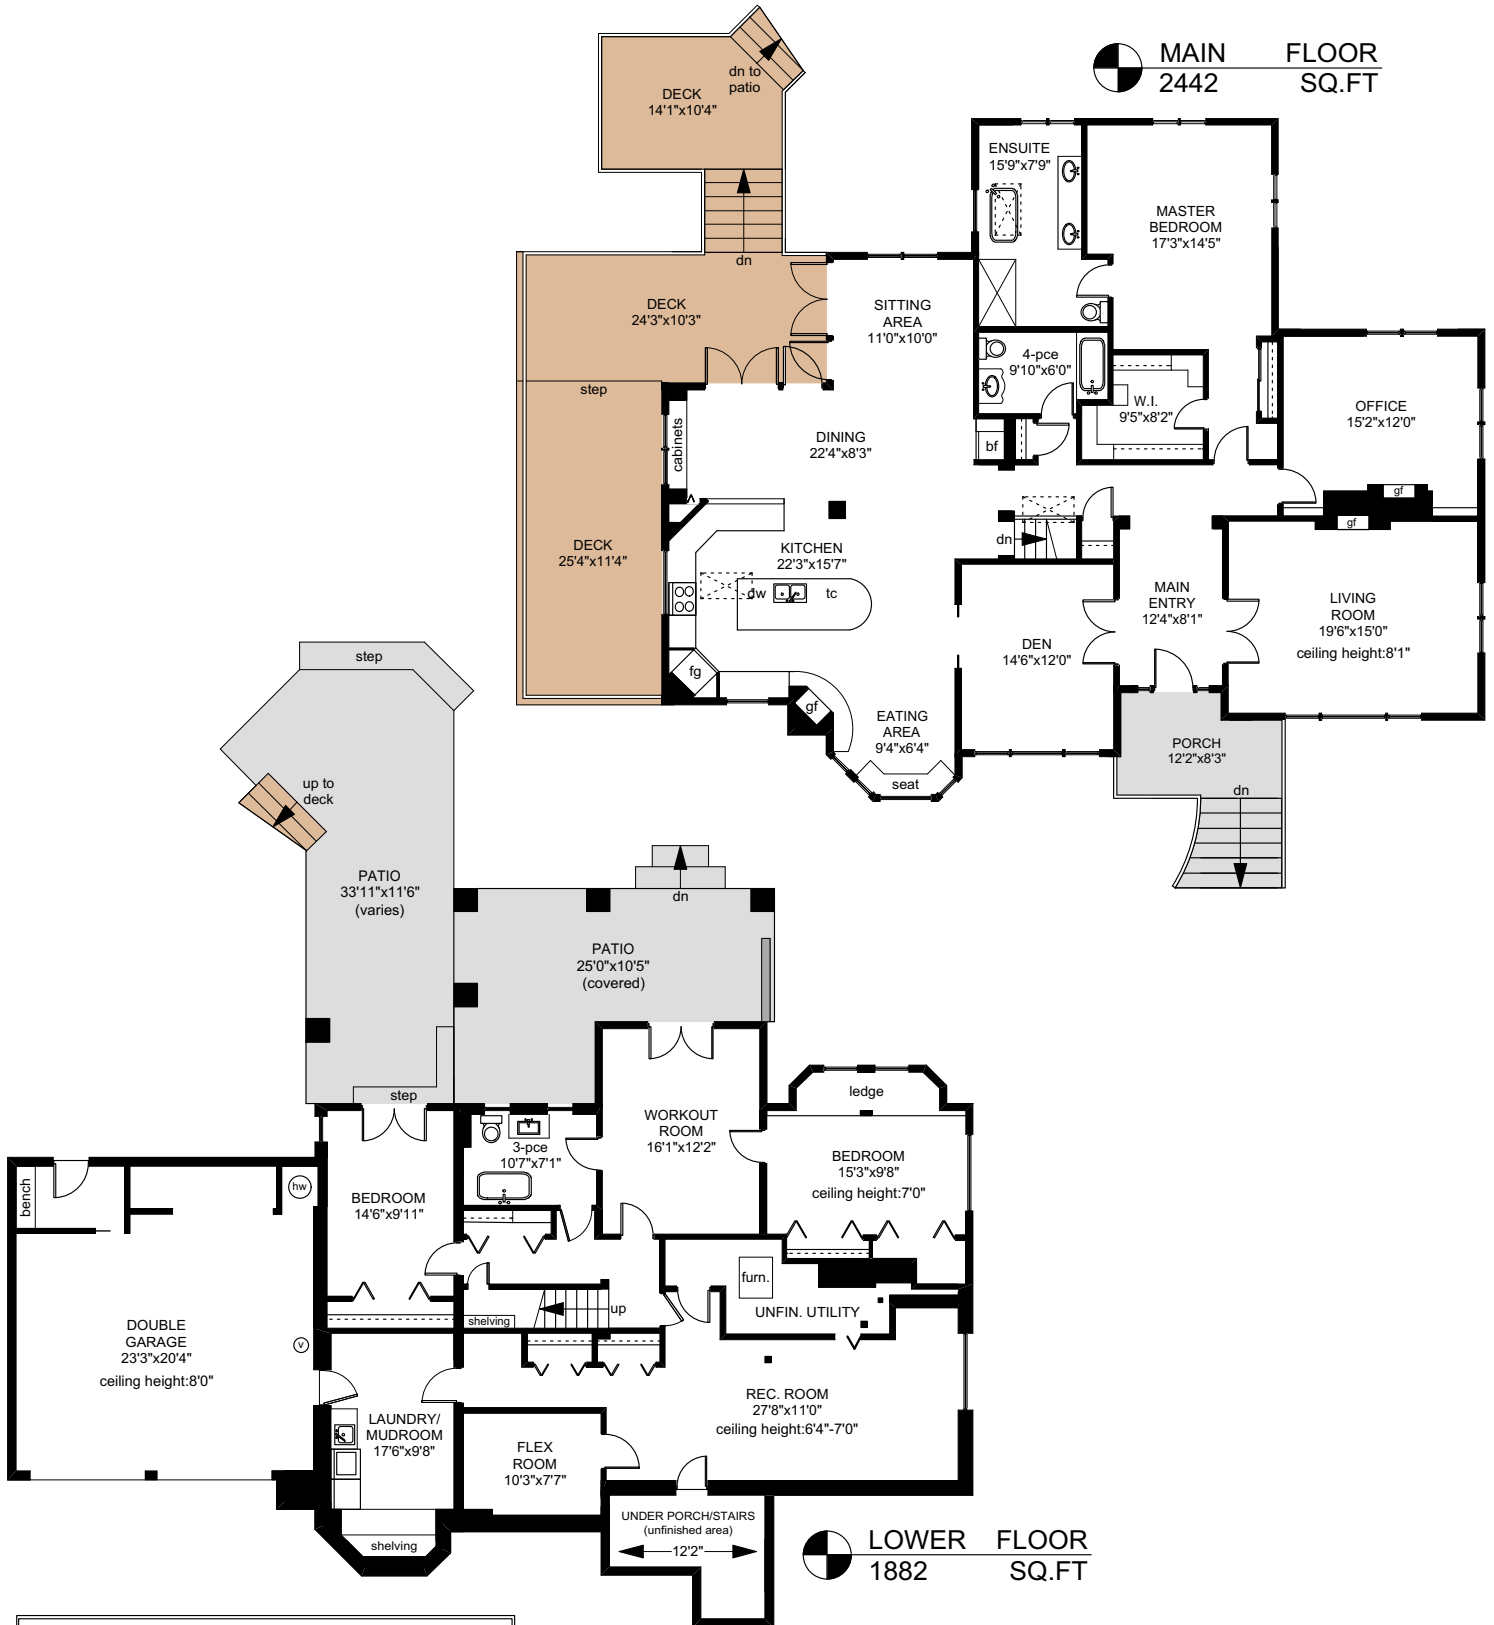 MAIN FLOOR
2442 SQ.FT
dn to
patio
DECK
14'1"x10'4"
dn
ENSUITE
15'9"x7'9"
MASTER
BEDROOM
17'3"x14'5"
DECK
24'3"x10'3"
SITTING
AREA
11'0"x10'0"
step
4-pce
9'10"x6'0"
W.I.
9'5"x8'2"
OFFICE
15'2"x12'0"
cabinets
DINING
22'4"x8'3"
bf
gf
gf
DECK
25'4"x11'4"
KITCHEN
22'3"x15'7"
dn
dw
tc
MAIN
ENTRY
12'4"x8'1"
LIVING
ROOM
19'6"x15'0"
ceiling height:8'1"
DEN
14'6"x12'0"
fg
gf
EATING
AREA
9'4"x6'4"
seat
PORCH
12'2"x8'3"
dn
step
up to
deck
PATIO
33'11"x11'6"
(varies)
dn
PATIO
25'0"x10'5"
(covered)
step
ledge
WORKOUT
ROOM
16'1"x12'2"
3-pce
10'7"x7'1"
BEDROOM
15'3"x9'8"
ceiling height:7'0"
bench
hw
BEDROOM
14'6"x9'11"
furn.
UNFIN. UTILITY
shelving
up
DOUBLE
GARAGE
23'3"x20'4"
ceiling height:8'0"
v
REC. ROOM
27'8"x11'0"
ceiling height:6'4"-7'0"
LAUNDRY/
MUDROOM
17'6"x9'8"
FLEX
ROOM
10'3"x7'7"
UNDER PORCH/STAIRS
(unfinished area)
12'2"
shelving
LOWER FLOOR
1882 SQ.FT